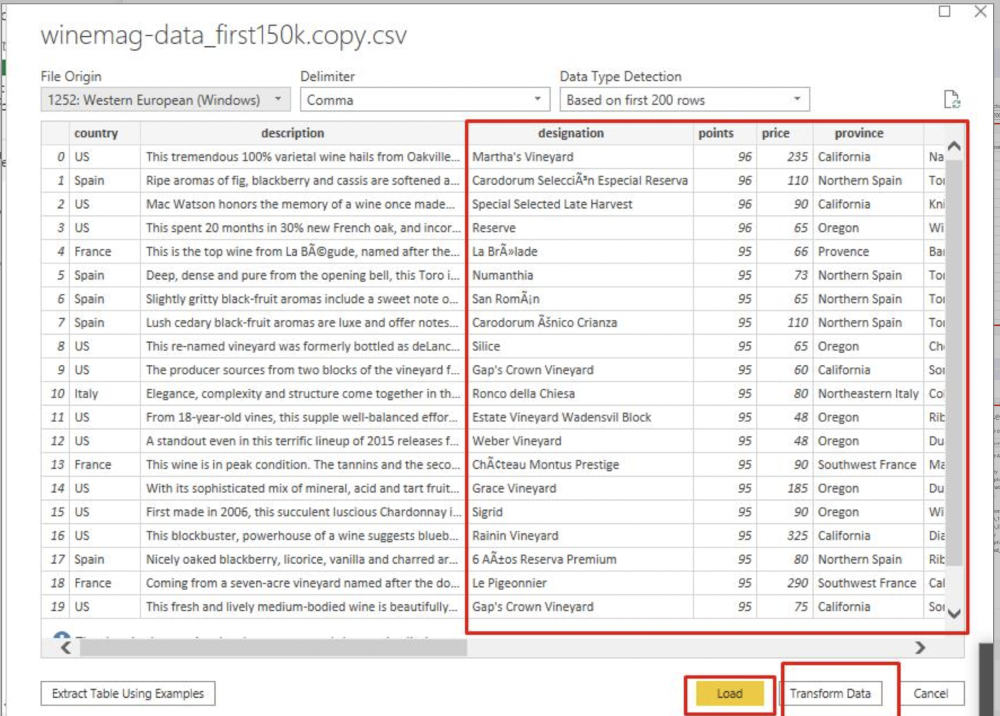 winemag-data_first150k.copy.csv
File Origin Delimiter Data Type Detection
1252: Western European (Windows) Comma Based on first 200 rows
country description designation points price province
0 US This tremendous 100% varietal wine hails from Oakville... Martha's Vineyard 96 235 California Na
1 Spain Ripe aromas of fig, blackberry and cassis are softened a... Carodorum SelecciÃ³n Especial Reserva 96 110 Northern Spain Tor
2 US Mac Watson honors the memory of a wine once made... Special Selected Late Harvest 96 90 California Kni
3 US This spent 20 months in 30% new French oak, and incor... Reserve 96 65 Oregon Wi
4 France This is the top wine from La BÃ©gude, named after the... La BrÃ»lade 95 66 Provence Bar
5 Spain Deep, dense and pure from the opening bell, this Toro i... Numanthia 95 73 Northern Spain Tor
6 Spain Slightly gritty black-fruit aromas include a sweet note o... San RomÃ¡n 95 65 Northern Spain Tor
7 Spain Lush cedary black-fruit aromas are luxe and offer notes... Carodorum Ãšnico Crianza 95 110 Northern Spain Tor
8 US This re-named vineyard was formerly bottled as deLanc... Silice 95 65 Oregon Ch
9 US The producer sources from two blocks of the vineyard f... Gap's Crown Vineyard 95 60 California Sor
10 Italy Elegance, complexity and structure come together in th... Ronco della Chiesa 95 80 Northeastern Italy Col
11 US From 18-year-old vines, this supple well-balanced effor... Estate Vineyard Wadensvil Block 95 48 Oregon Rib
12 US A standout even in this terrific lineup of 2015 releases f... Weber Vineyard 95 48 Oregon Du
13 France This wine is in peak condition. The tannins and the seco... ChÃ¢teau Montus Prestige 95 90 Southwest France Ma
14 US With its sophisticated mix of mineral, acid and tart fruit... Grace Vineyard 95 185 Oregon Du
15 US First made in 2006, this succulent luscious Chardonnay i... Sigrid 95 90 Oregon Wi
16 US This blockbuster, powerhouse of a wine suggests blueb... Rainin Vineyard 95 325 California Dia
17 Spain Nicely oaked blackberry, licorice, vanilla and charred ar... 6 AÃ±os Reserva Premium 95 80 Northern Spain Rib
18 France Coming from a seven-acre vineyard named after the do... Le Pigeonnier 95 290 Southwest France Cal
19 US This fresh and lively medium-bodied wine is beautifully... Gap's Crown Vineyard 95 75 California Sor
Extract Table Using Examples Load Transform Data Cancel